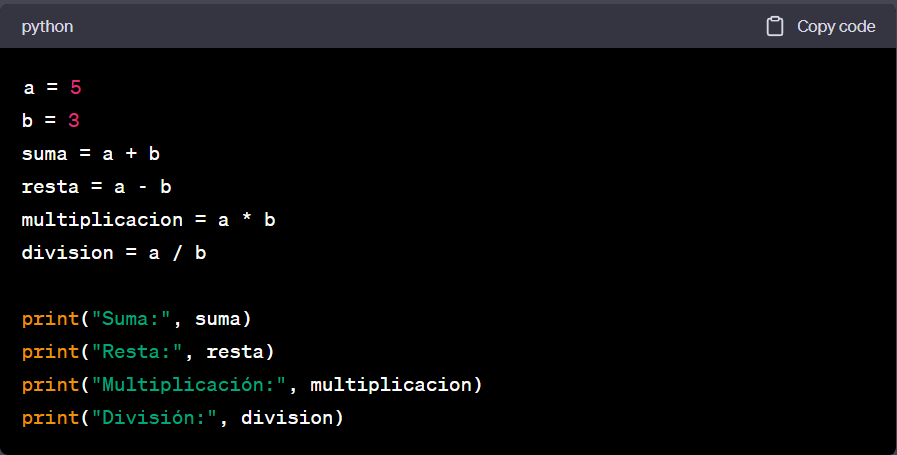 python
Copy code
a = 5
b = 3
suma = a + b
resta = a - b
multiplicacion = a * b
division = a / b
print("Suma:", suma)
print("Resta:", resta)
print("Multiplicación:", multiplicacion)
print("División:", division)